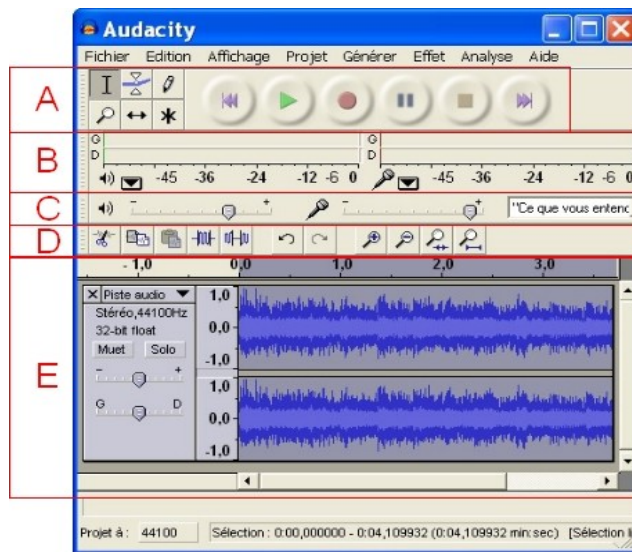 Audacity
Fichier Edition Affichage Projet Générer Effet Analyse Aide
A
B
G
D
-45 -36 -24 -12 -6 0
G
D
-45 -36 -24 -12 -6 0
C
- +
- +
"Ce que vous entenc
D
-1,0 0,0 1,0 2,0 3,0
E
Piste audio
Stéréo,44100Hz
32-bit float
Muet Solo
- +
G D
1,0
0,0
-1,0
1,0
0,0
-1,0
Projet à : 44100 Sélection : 0:00,000000 - 0:04,109932 (0:04,109932 min:sec) [Sélection li